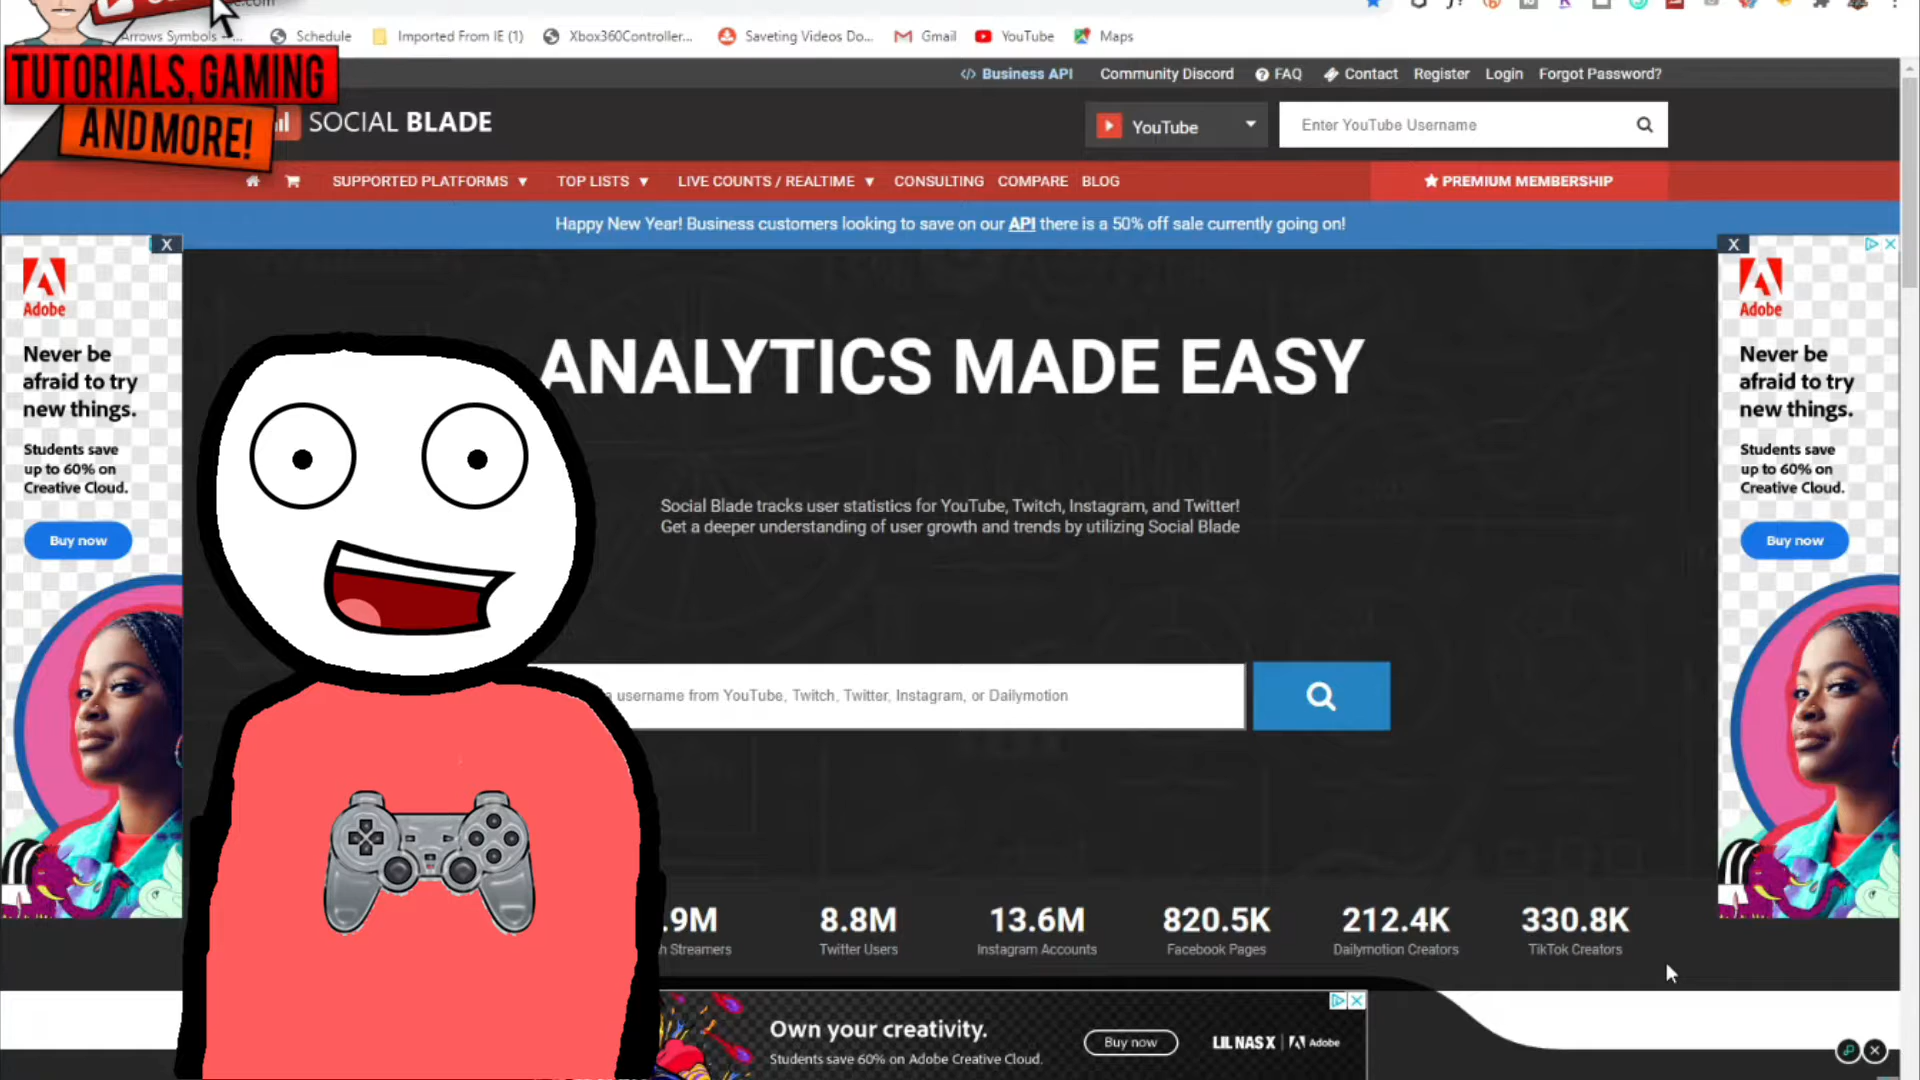 Arrows Symbols - ...
Schedule
Imported From IE (1)
Xbox360Controller...
Saveting Videos Do...
Gmail
YouTube
Maps
TUTORIALS, GAMING
AND MORE!
</> Business API
Community Discord
FAQ
Contact
Register
Login
Forgot Password?
SOCIAL BLADE
YouTube
Enter YouTube Username
SUPPORTED PLATFORMS
TOP LISTS
LIVE COUNTS / REALTIME
CONSULTING
COMPARE
BLOG
PREMIUM MEMBERSHIP
Happy New Year! Business customers looking to save on our API there is a 50% off sale currently going on!
X
Adobe
Never be
afraid to try
new things.
Students save
up to 60% on
Creative Cloud.
Buy now
ANALYTICS MADE EASY
Social Blade tracks user statistics for YouTube, Twitch, Instagram, and Twitter!
Get a deeper understanding of user growth and trends by utilizing Social Blade
username from YouTube, Twitch, Twitter, Instagram, or Dailymotion
.9M
Streamers
8.8M
Twitter Users
13.6M
Instagram Accounts
820.5K
Facebook Pages
212.4K
Dailymotion Creators
330.8K
TikTok Creators
X
Adobe
Never be
afraid to try
new things.
Students save
up to 60% on
Creative Cloud.
Buy now
Own your creativity.
Students save 60% on Adobe Creative Cloud.
Buy now
LIL NAS X
Adobe